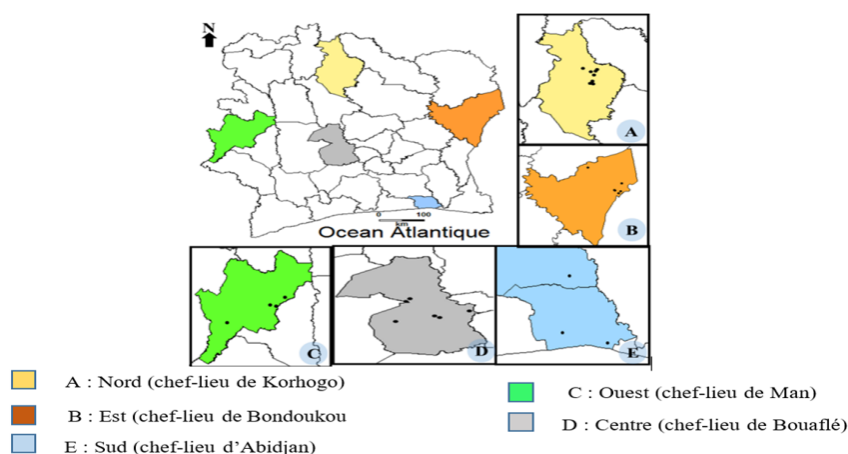 N
A
B
0 100
km
Ocean Atlantique
C
D
E
A : Nord (chef-lieu de Korhogo)
B : Est (chef-lieu de Bondoukou
E : Sud (chef-lieu d'Abidjan)
C : Ouest (chef-lieu de Man)
D : Centre (chef-lieu de Bouaflé)